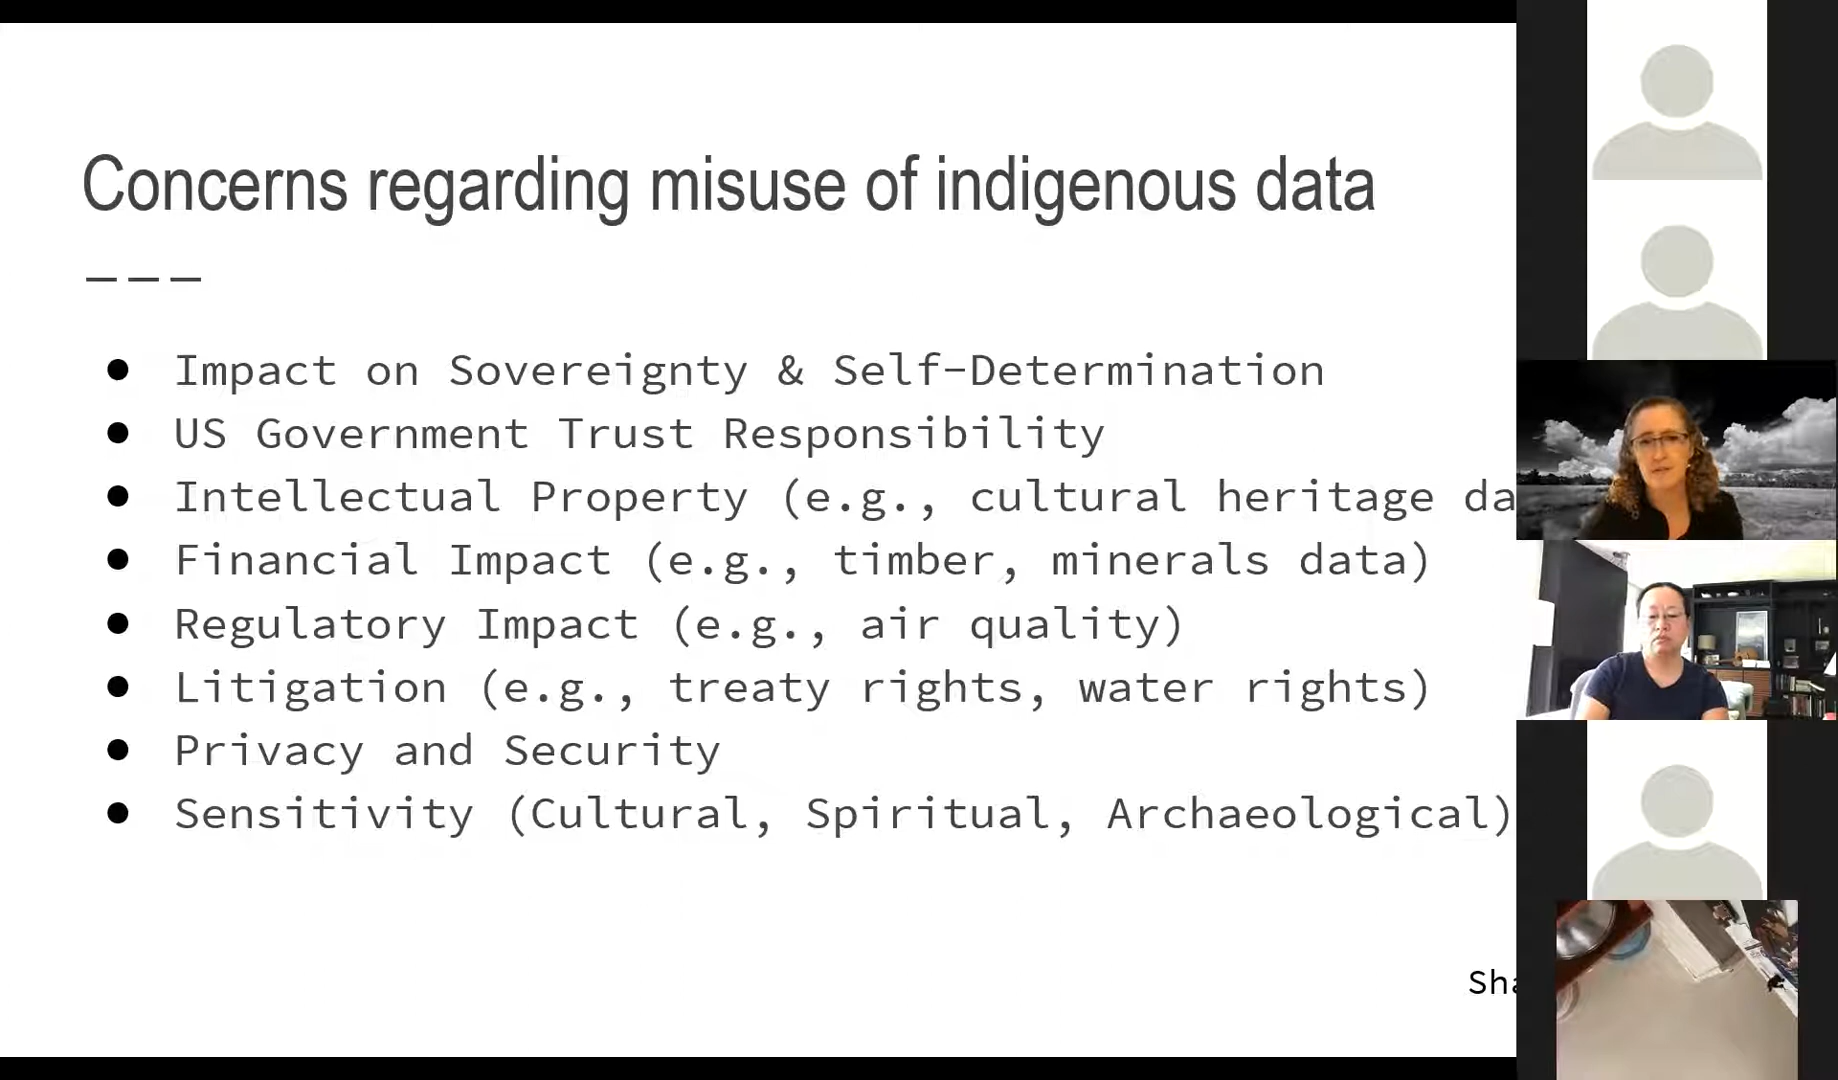 Concerns regarding misuse of indigenous data
---
● Impact on Sovereignty & Self-Determination
● US Government Trust Responsibility
● Intellectual Property (e.g., cultural heritage da
● Financial Impact (e.g., timber, minerals data)
● Regulatory Impact (e.g., air quality)
● Litigation (e.g., treaty rights, water rights)
● Privacy and Security
● Sensitivity (Cultural, Spiritual, Archaeological)